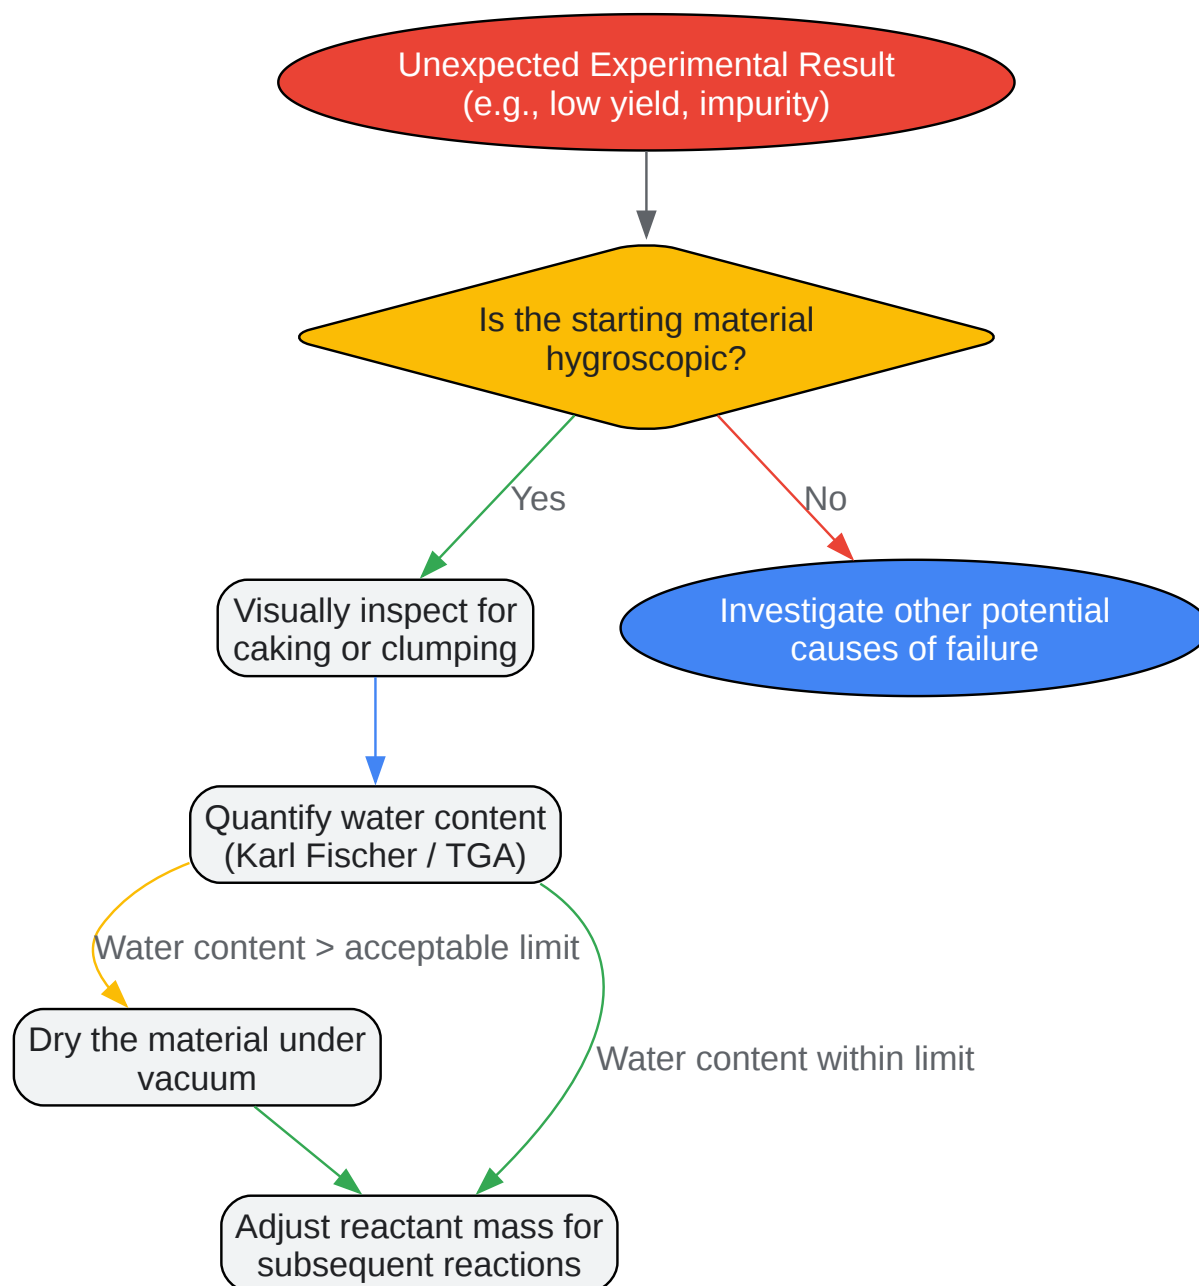 Unexpected Experimental Result
(e.g., low yield, impurity)
Is the starting material
hygroscopic?
Yes
No
Visually inspect for
caking or clumping
Investigate other potential
causes of failure
Quantify water content
(Karl Fischer / TGA)
Water content > acceptable limit
Dry the material under
vacuum
Water content within limit
Adjust reactant mass for
subsequent reactions